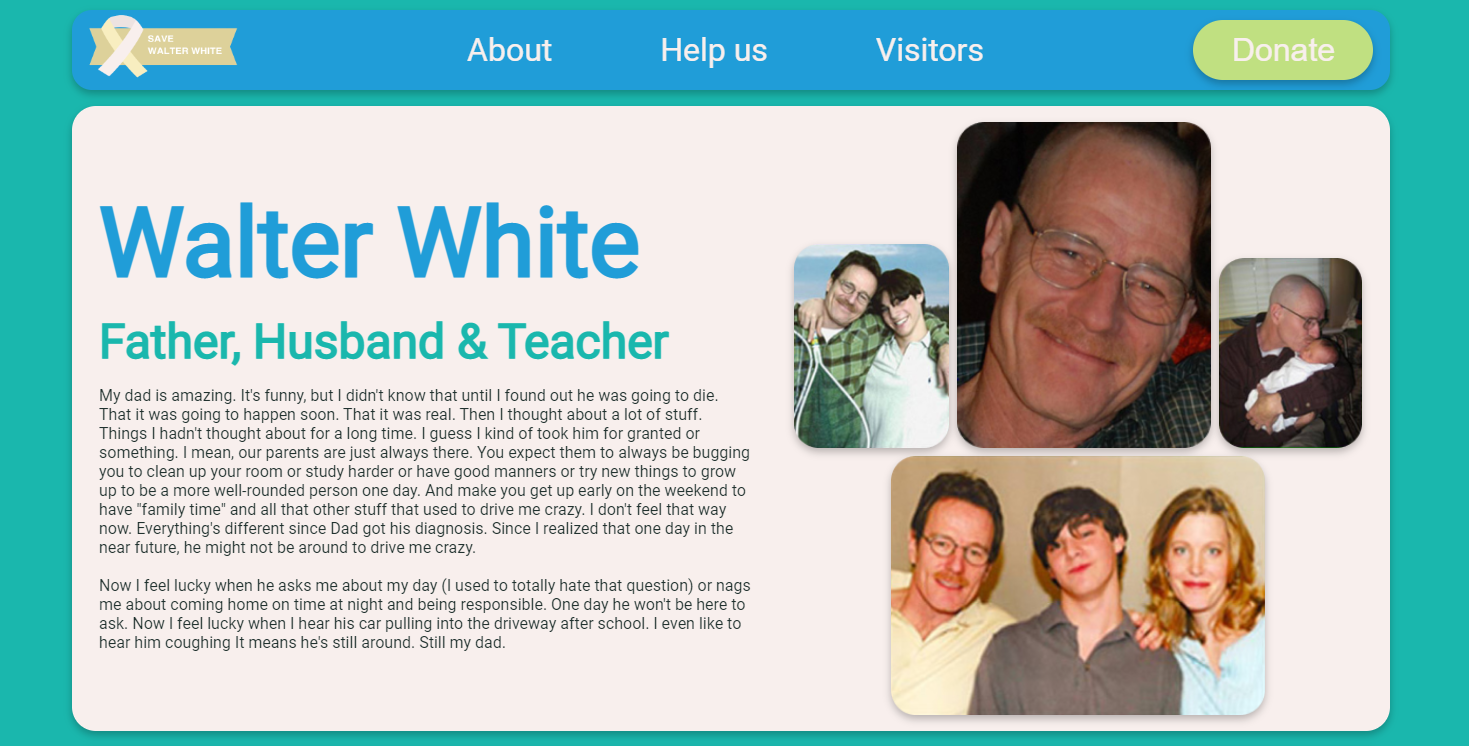 SAVE
WALTER WHITE
About
Help us
Visitors
Donate
Walter White
Father, Husband & Teacher
My dad is amazing. It's funny, but I didn't know that until I found out he was going to die.
That it was going to happen soon. That it was real. Then I thought about a lot of stuff.
Things I hadn't thought about for a long time. I guess I kind of took him for granted or
something. I mean, our parents are just always there. You expect them to always be bugging
you to clean up your room or study harder or have good manners or try new things to grow
up to be a more well-rounded person one day. And make you get up early on the weekend to
have "family time" and all that other stuff that used to drive me crazy. I don't feel that way
now. Everything's different since Dad got his diagnosis. Since I realized that one day in the
near future, he might not be around to drive me crazy.
Now I feel lucky when he asks me about my day (I used to totally hate that question) or nags
me about coming home on time at night and being responsible. One day he won't be here to
ask. Now I feel lucky when I hear his car pulling into the driveway after school. I even like to
hear him coughing It means he's still around. Still my dad.